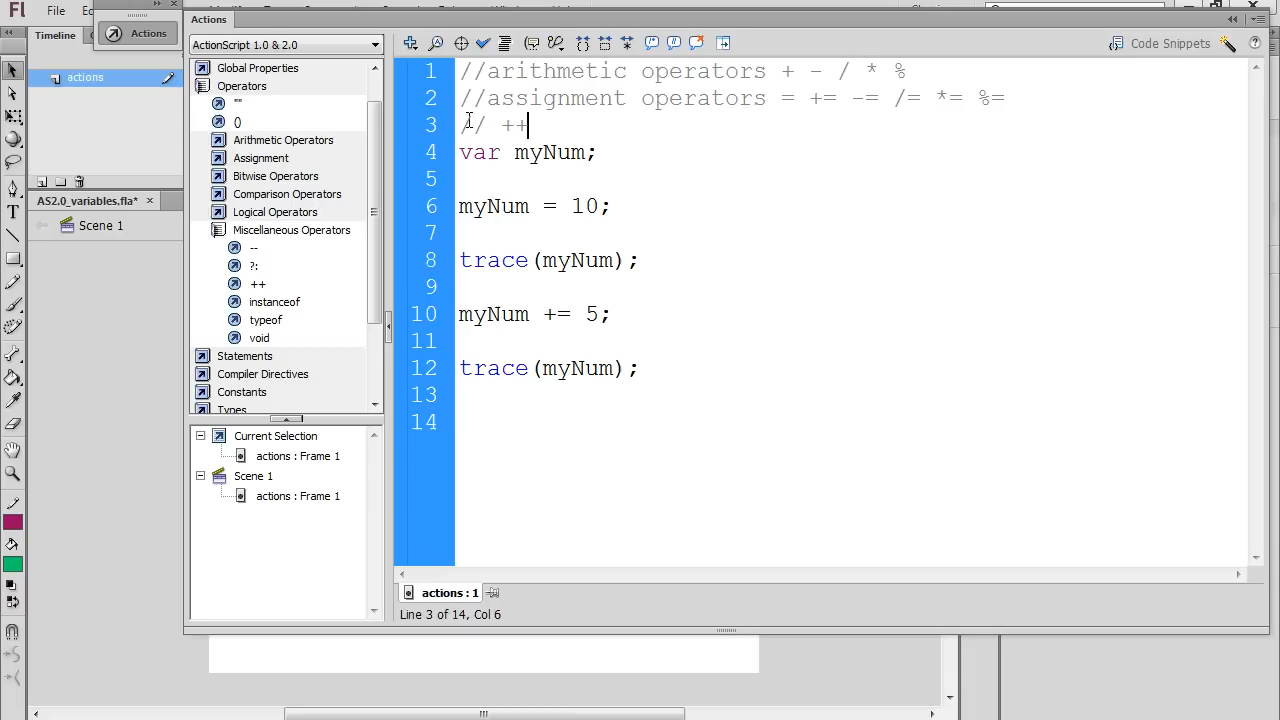 Fl
File
Actions
Timeline
actions
AS2.0_variables.fla*
Scene 1
T
Actions
ActionScript 1.0 & 2.0
Global Properties
Operators
""
()
Arithmetic Operators
Assignment
Bitwise Operators
Comparison Operators
Logical Operators
Miscellaneous Operators
--
?:
++
instanceof
typeof
void
Statements
Compiler Directives
Constants
Types
Current Selection
actions : Frame 1
Scene 1
actions : Frame 1
Code Snippets
1 //arithmetic operators + - / * %
2 //assignment operators = += -= /= *= %=
3 // ++
4 var myNum;
5
6 myNum = 10;
7
8 trace(myNum);
9
10 myNum += 5;
11
12 trace(myNum);
13
14
actions : 1
Line 3 of 14, Col 6